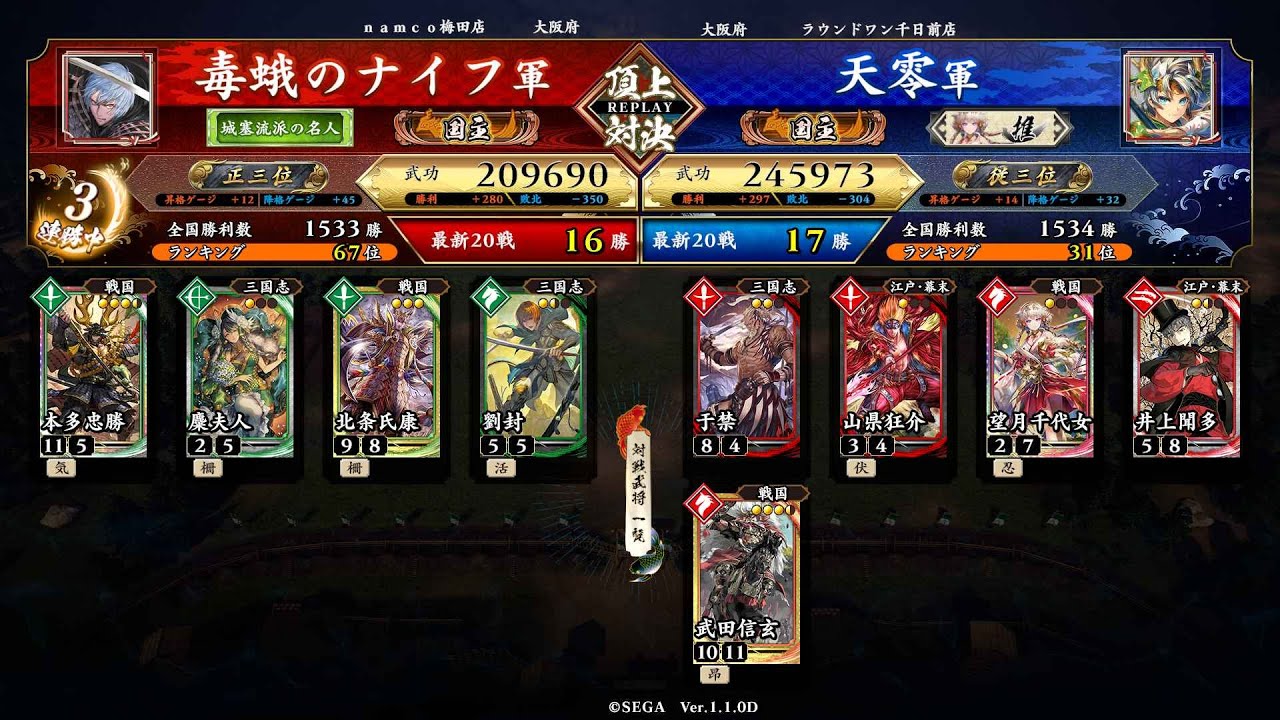 namco梅田店 大阪府
大阪府 ラウンドワン千日前店
毒蛾のナイフ軍
頂上
REPLAY
対決
天零軍
城塞流派の名人
国主
国主
推
3
連勝中
正三位
昇格ゲージ +12 降格ゲージ +45
武功 209690
勝利 +280 敗北 -350
武功 245973
勝利 +297 敗北 -304
従三位
昇格ゲージ +14 降格ゲージ +32
全国勝利数 1533勝
ランキング 67位
最新20戦 16勝
最新20戦 17勝
全国勝利数 1534勝
ランキング 31位
戦国
本多忠勝
11 5
気
三国志
麋夫人
2 5
柵
戦国
北条氏康
9 8
柵
三国志
劉封
5 5
活
対戦武将一覧
三国志
于禁
8 4
江戸・幕末
山県狂介
3 4
伏
戦国
望月千代女
2 7
忍
江戸・幕末
井上聞多
5 8
戦国
武田信玄
10 11
昂
©SEGA Ver.1.1.0D